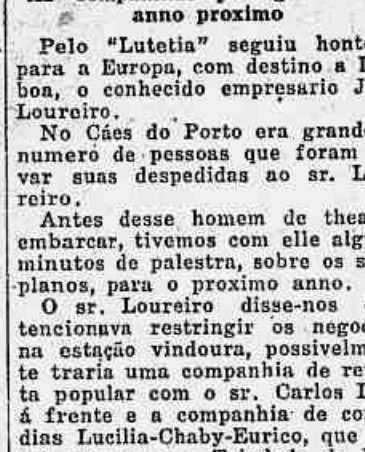 anno proximo
Pelo "Lutetia" seguiu hont
para a Europa, com destino a
boa, o conhecido empresario J
Loureiro.
No Cáes do Porto era grand
numero de pessoas que foram
var suas despedidas ao sr. L
reiro.
Antes desse homem de thea
embarcar, tivemos com elle alg
minutos de palestra, sobre os s
planos, para o proximo anno.
O sr. Loureiro disse-nos
tencionava restringir os nego
na estação vindoura, possivelm
te traria uma companhia de re
ta popular com o sr. Carlos
á frente e a companhia de co
dias Lucilia-Chaby-Eurico, que